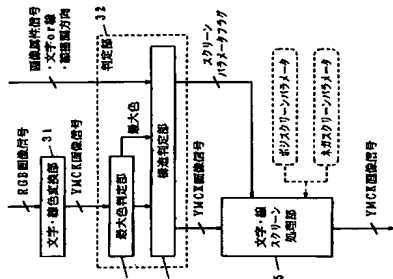 RGB画像信号
文字・線色変換部
31
YMCK画像信号
画像属性信号
・文字or線
・線描画方向
判定部
32
最大色判定部
最大色
構造判定部
YMCK画像信号
スクリーン
パラメータフラグ
文字・線
スクリーン
処理部
ポジスクリーンパラメータ
ネガスクリーンパラメータ
YMCK画像信号